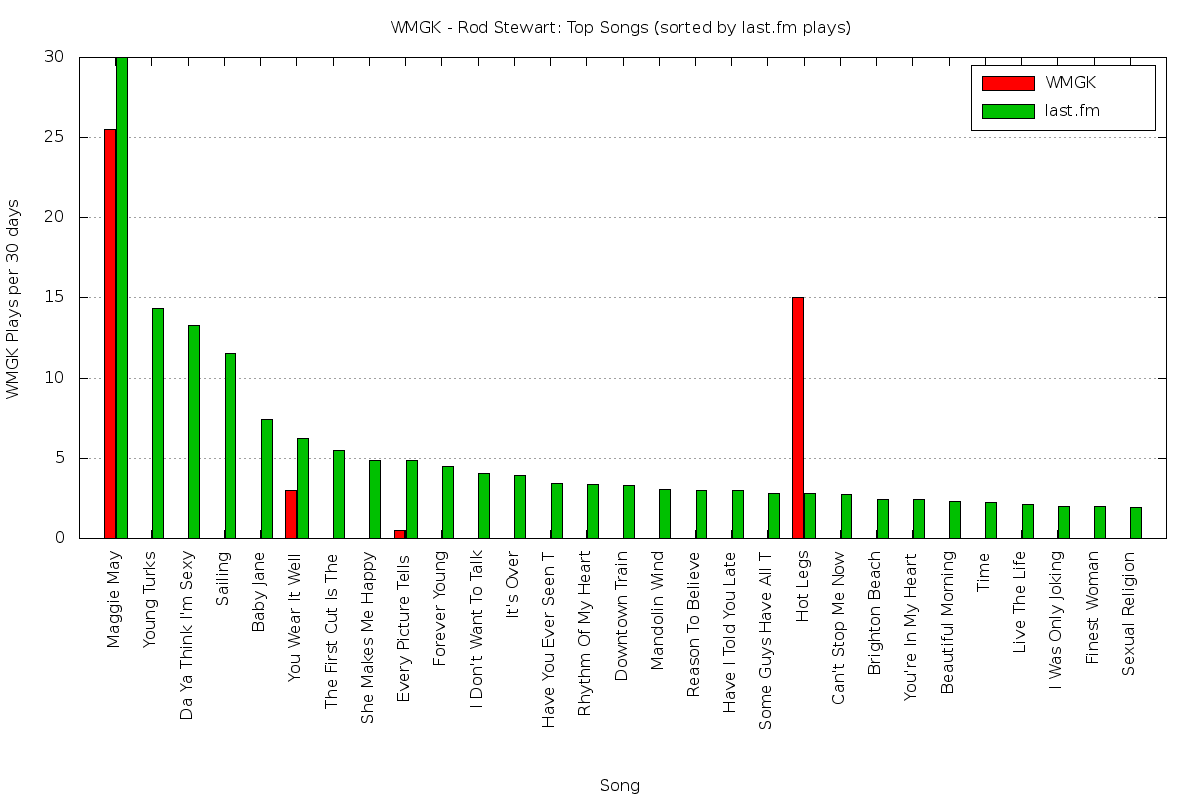 WMGK - Rod Stewart: Top Songs (sorted by last.fm plays)
WMGK
last.fm
WMGK Plays per 30 days
30
25
20
15
10
5
0
Maggie May
Young Turks
Da Ya Think I'm Sexy
Sailing
Baby Jane
You Wear It Well
The First Cut Is The
She Makes Me Happy
Every Picture Tells
Forever Young
I Don't Want To Talk
It's Over
Have You Ever Seen T
Rhythm Of My Heart
Downtown Train
Mandolin Wind
Reason To Believe
Have I Told You Late
Some Guys Have All T
Hot Legs
Can't Stop Me Now
Brighton Beach
You're In My Heart
Beautiful Morning
Time
Live The Life
I Was Only Joking
Finest Woman
Sexual Religion
Song